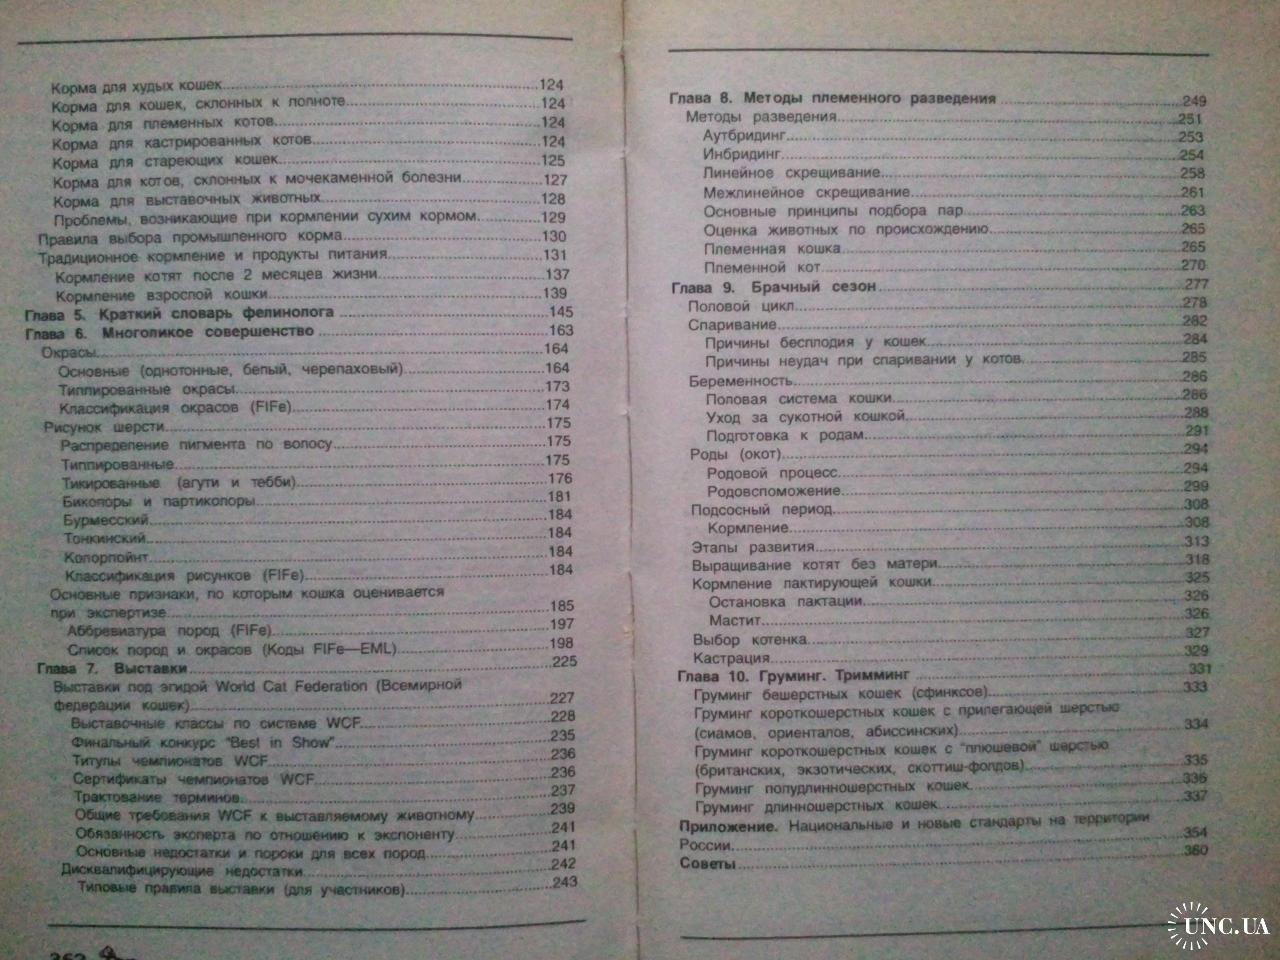 Корма для худых кошек.....124
Корма для кошек, склонных к полноте.....124
Корма для племенных котов.....124
Корма для кастрированных котов.....124
Корма для стареющих кошек.....125
Корма для котов, склонных к мочекаменной болезни.....127
Корма для выставочных животных.....128
Проблемы, возникающие при кормлении сухим кормом.....129
Правила выбора промышленного корма.....130
Традиционное кормление и продукты питания.....131
Кормление котят после 2 месяцев жизни.....137
Кормление взрослой кошки.....139
Глава 5. Краткий словарь фелинолога.....145
Глава 6. Многоликое совершенство.....163
Окрасы.....164
Основные (однотонные, белый, черепаховый).....164
Типпированные окрасы.....173
Классификация окрасов (FIFe).....174
Рисунок шерсти.....175
Распределение пигмента по волосу.....175
Типпированные.....175
Тикированные (агути и тебби).....176
Биколоры и партиколоры.....181
Бурмесский.....184
Тонкинский.....184
Колорпойнт.....184
Классификация рисунков (FIFe).....184
Основные признаки, по которым кошка оценивается
при экспертизе.....185
Аббревиатура пород (FIFe).....197
Список пород и окрасов (Коды FIFe—EML).....198
Глава 7. Выставки.....225
Выставки под эгидой World Cat Federation (Всемирной
федерации кошек).....227
Выставочные классы по системе WCF.....228
Финальный конкурс "Best in Show".....235
Титулы чемпионатов WCF.....236
Сертификаты чемпионатов WCF.....236
Трактование терминов.....237
Общие требования WCF к выставляемому животному.....239
Обязанность эксперта по отношению к экспоненту.....241
Основные недостатки и пороки для всех пород.....241
Дисквалифицирующие недостатки.....242
Типовые правила выставки (для участников).....243
Глава 8. Методы племенного разведения.....249
Методы разведения.....251
Аутбридинг.....253
Инбридинг.....254
Линейное скрещивание.....258
Межлинейное скрещивание.....261
Основные принципы подбора пар.....263
Оценка животных по происхождению.....265
Племенная кошка.....265
Племенной кот.....270
Глава 9. Брачный сезон.....277
Половой цикл.....278
Спаривание.....282
Причины бесплодия у кошек.....284
Причины неудач при спаривании у котов.....285
Беременность.....286
Половая система кошки.....286
Уход за сукотной кошкой.....288
Подготовка к родам.....291
Роды (окот).....294
Родовой процесс.....294
Родовспоможение.....299
Подсосный период.....308
Кормление.....308
Этапы развития.....313
Выращивание котят без матери.....318
Кормление лактирующей кошки.....325
Остановка лактации.....326
Мастит.....326
Выбор котенка.....327
Кастрация.....329
Глава 10. Груминг. Тримминг.....331
Груминг бешерстных кошек (сфинксов).....333
Груминг короткошерстных кошек с прилегающей шерстью
(сиамов, ориенталов, абиссинских).....334
Груминг короткошерстных кошек с "плюшевой" шерстью
(британских, экзотических, скоттиш-фолдов).....335
Груминг полудлинношерстных кошек.....336
Груминг длинношерстных кошек.....337
Приложение. Национальные и новые стандарты на территории
России.....354
Советы.....360
UNC.UA